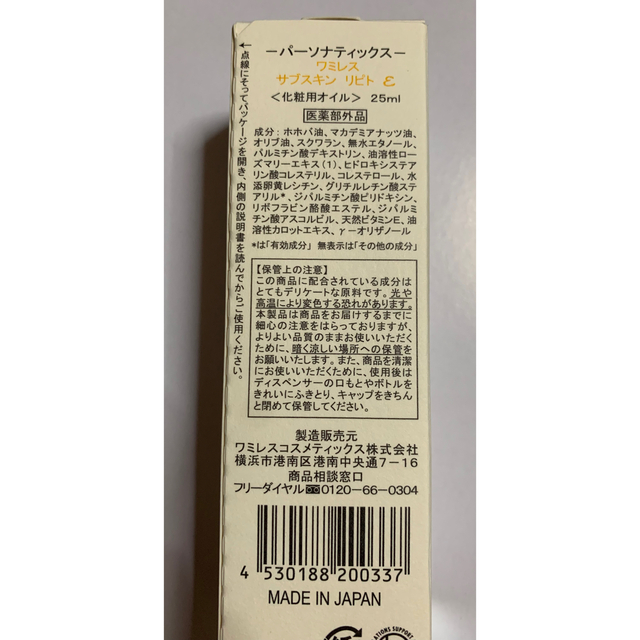 －パーソナティックス－
ワミレス
サブスキン リピト ε
＜化粧用オイル＞ 25ml
医薬部外品
成分：ホホバ油、マカデミアナッツ油、
オリブ油、スクワラン、無水エタノール、
パルミチン酸デキストリン、油溶性ロー
ズマリーエキス（1）、ヒドロキシステア
リン酸コレステリル、コレステロール、水
添卵黄レシチン、グリチルレチン酸ステ
アリル*、ジパルミチン酸ピリドキシン、
リボフラビン酪酸エステル、ジパルミ
チン酸アスコルビル、天然ビタミンE、油
溶性カロットエキス、γ－オリザノール
*は「有効成分」 無表示は「その他の成分」
【保管上の注意】
この商品に配合されている成分は
とてもデリケートな原料です。光や
高温により変色する恐れがあります。
本製品は商品をお届けするまでに
細心の注意をはらっておりますが、
よりよい品質のままお使いいただく
ために、暗く涼しい場所への保管を
お願いいたします。また、商品を清潔
にお使いいただくために、使用後は
ディスペンサーの口もとやボトルを
きれいにふきとり、キャップをきちん
と閉めて保管してください。
製造販売元
ワミレスコスメティックス株式会社
横浜市港南区港南中央通7－16
商品相談窓口
フリーダイヤル 0120－66－0304
4 530188 200337
MADE IN JAPAN
←点線にそってパッケージを開き、内側の説明書を読んでからご使用ください。